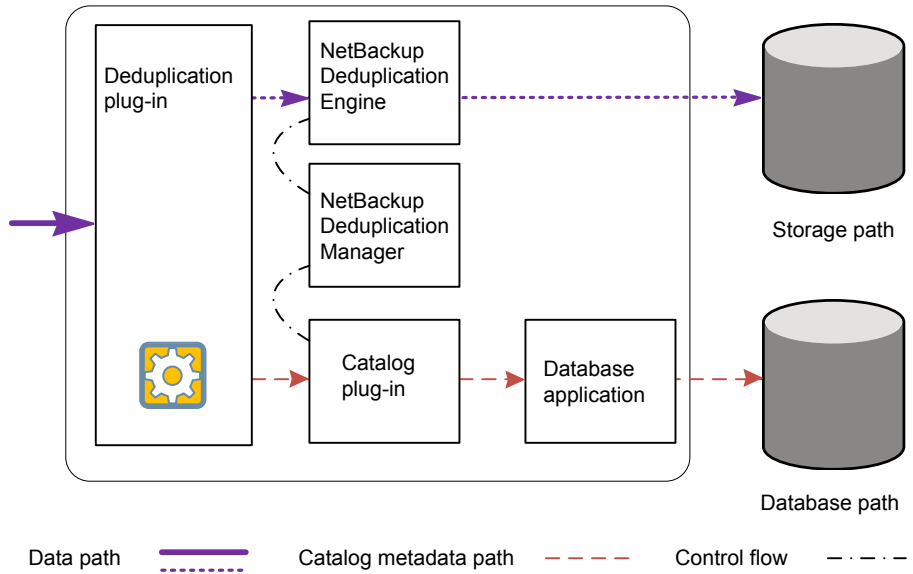 Deduplication
plug-in
NetBackup
Deduplication
Engine
NetBackup
Deduplication
Manager
Catalog
plug-in
Database
application
Storage path
Database path
Data path
Catalog metadata path
Control flow